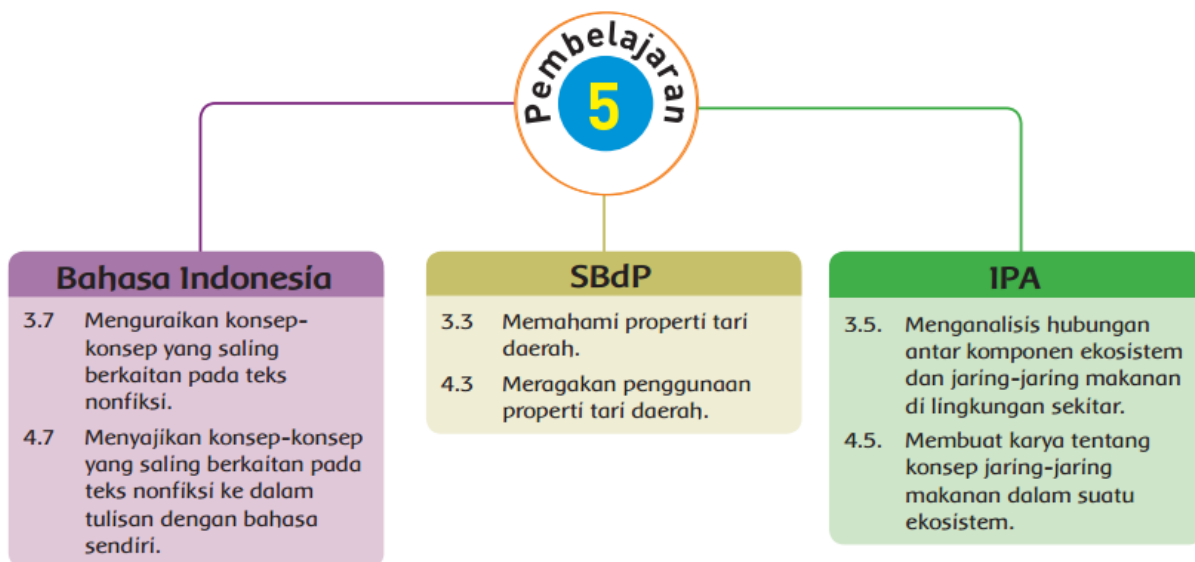 Pembelajaran
5
Bahasa Indonesia
3.7 Menguraikan konsep-
konsep yang saling
berkaitan pada teks
nonfiksi.
4.7 Menyajikan konsep-konsep
yang saling berkaitan pada
teks nonfiksi ke dalam
tulisan dengan bahasa
sendiri.
SBdP
3.3 Memahami properti tari
daerah.
4.3 Meragakan penggunaan
properti tari daerah.
IPA
3.5. Menganalisis hubungan
antar komponen ekosistem
dan jaring-jaring makanan
di lingkungan sekitar.
4.5. Membuat karya tentang
konsep jaring-jaring
makanan dalam suatu
ekosistem.